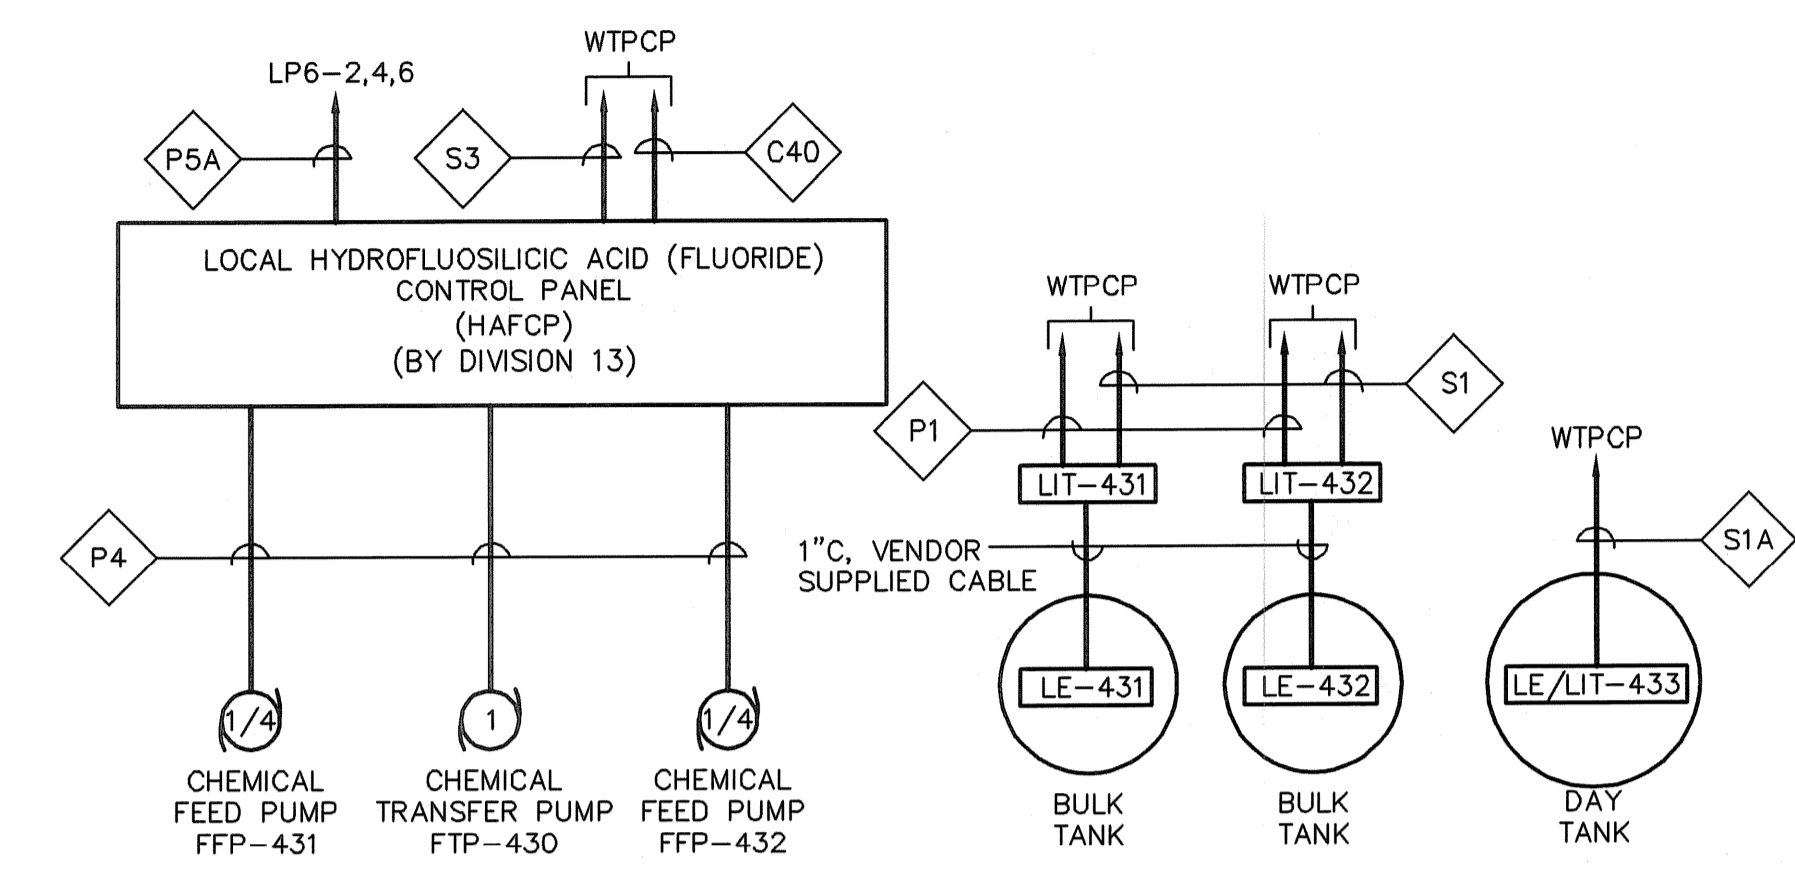 WTPCP
LP6-2,4,6
P5A
S3
C40
LOCAL HYDROFLUOSILICIC ACID (FLUORIDE)
CONTROL PANEL
(HAFCP)
(BY DIVISION 13)
WTPCP
WTPCP
S1
P1
WTPCP
LIT-431
LIT-432
S1A
P4
1"C, VENDOR
SUPPLIED CABLE
LE-431
LE-432
LE/LIT-433
1/4
1
1/4
CHEMICAL
FEED PUMP
FFP-431
CHEMICAL
TRANSFER PUMP
FTP-430
CHEMICAL
FEED PUMP
FFP-432
BULK
TANK
BULK
TANK
DAY
TANK